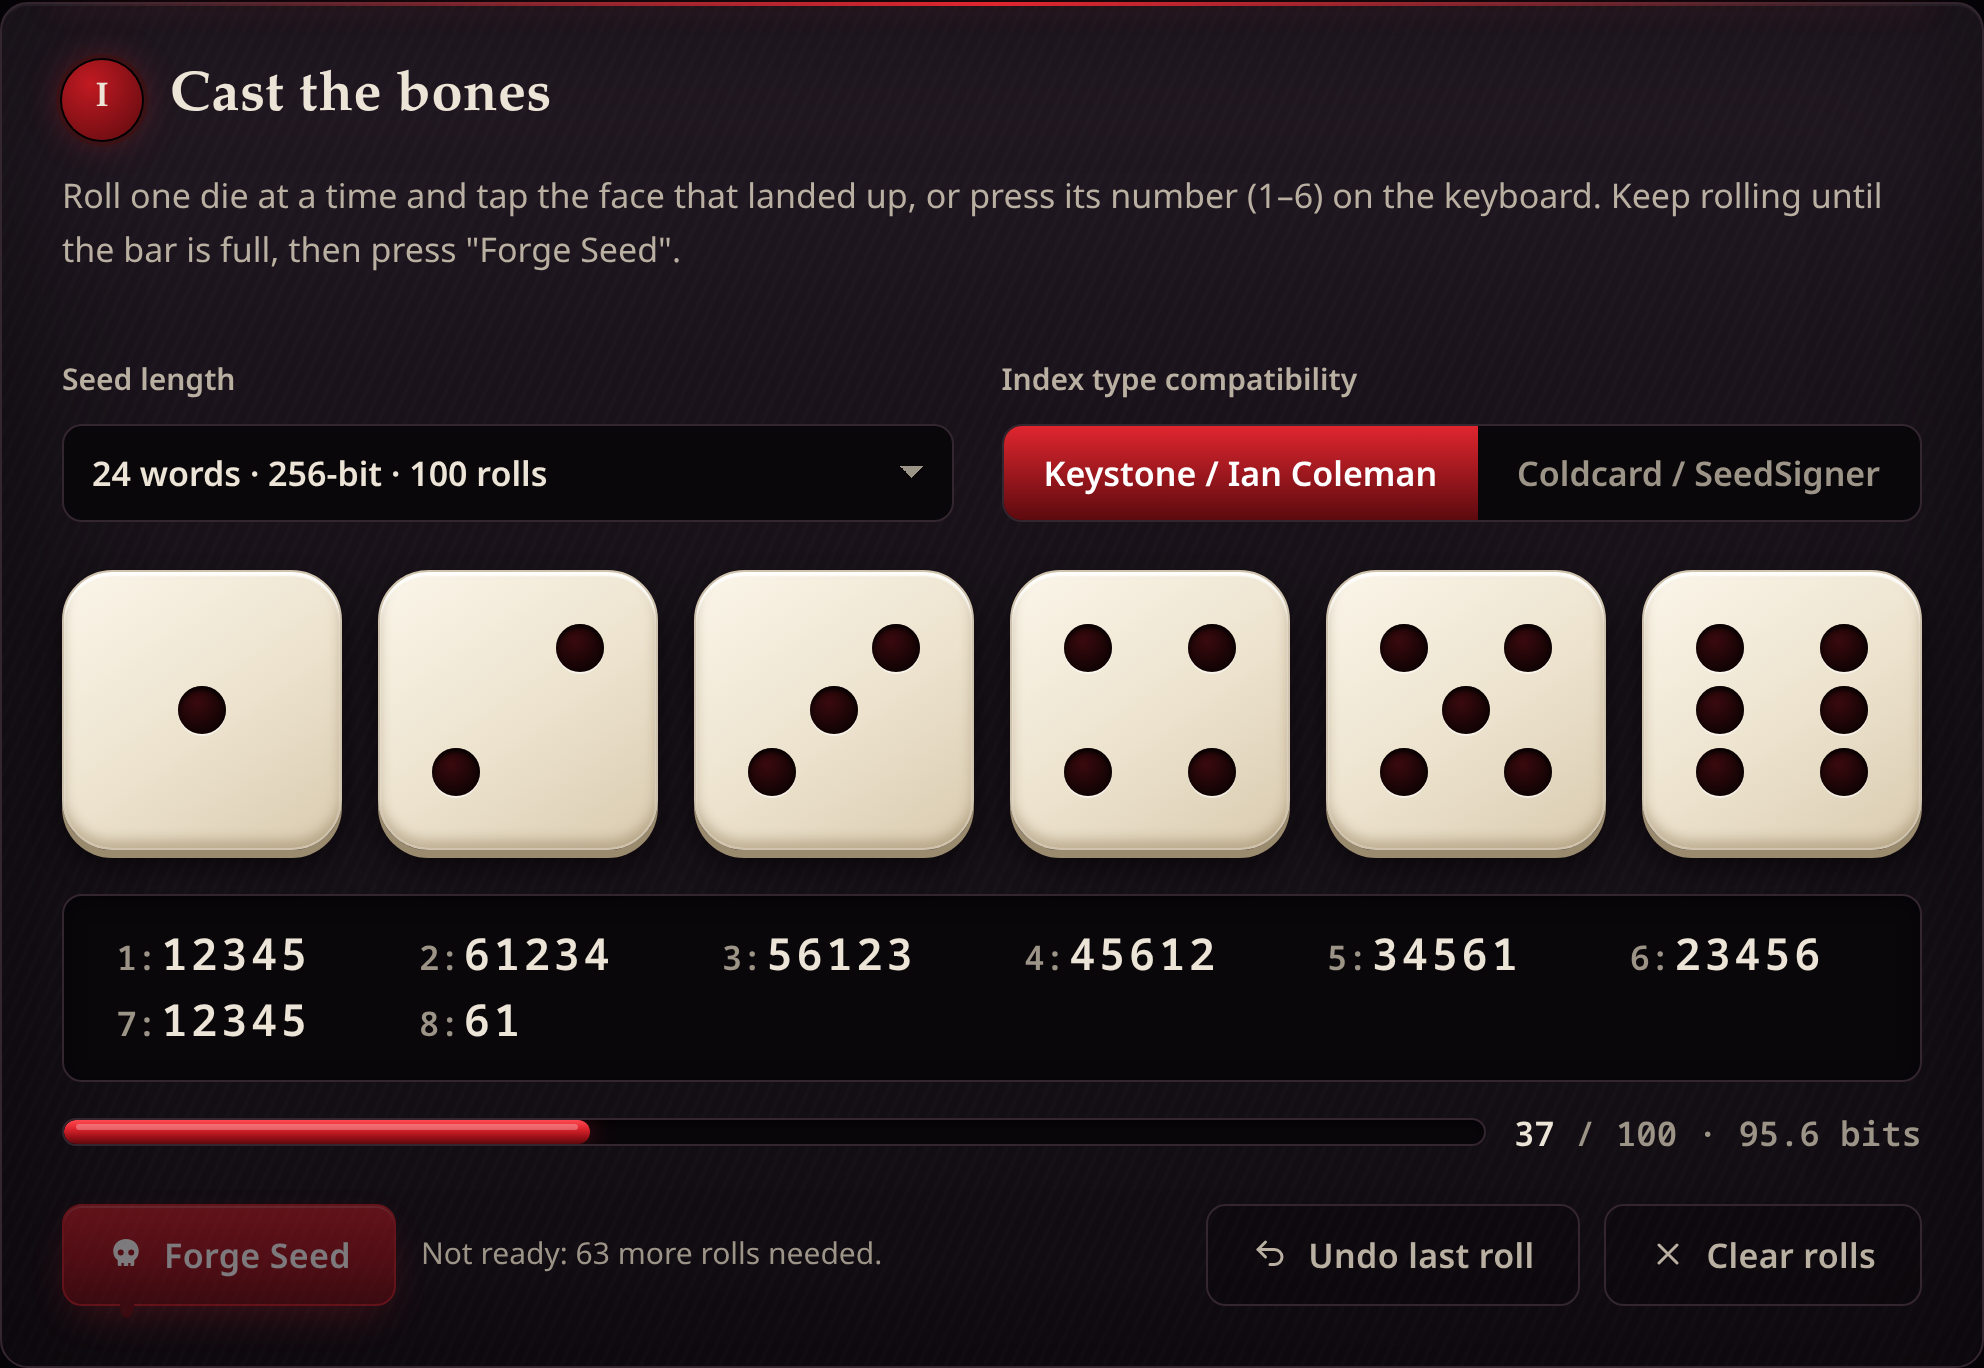 I
Cast the bones
Roll one die at a time and tap the face that landed up, or press its number (1–6) on the keyboard. Keep rolling until
the bar is full, then press "Forge Seed".
Seed length
Index type compatibility
24 words · 256-bit · 100 rolls
Keystone / Ian Coleman
Coldcard / SeedSigner
1:12345 2:61234 3:56123 4:45612 5:34561 6:23456
7:12345 8:61
37 / 100 · 95.6 bits
Forge Seed
Not ready: 63 more rolls needed.
Undo last roll
Clear rolls